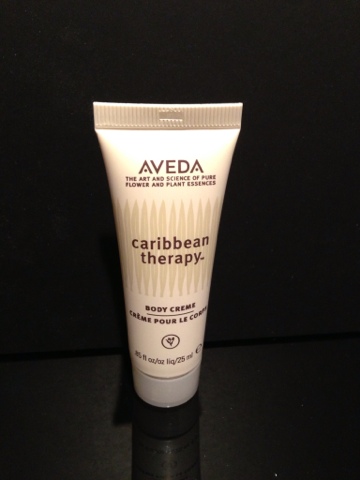 AVEDA
THE ART AND SCIENCE OF PURE
FLOWER AND PLANT ESSENCES
caribbean
therapy™
BODY CREME
CRÈME POUR LE CORPS
.85 fl oz/oz liq/25 ml ℮